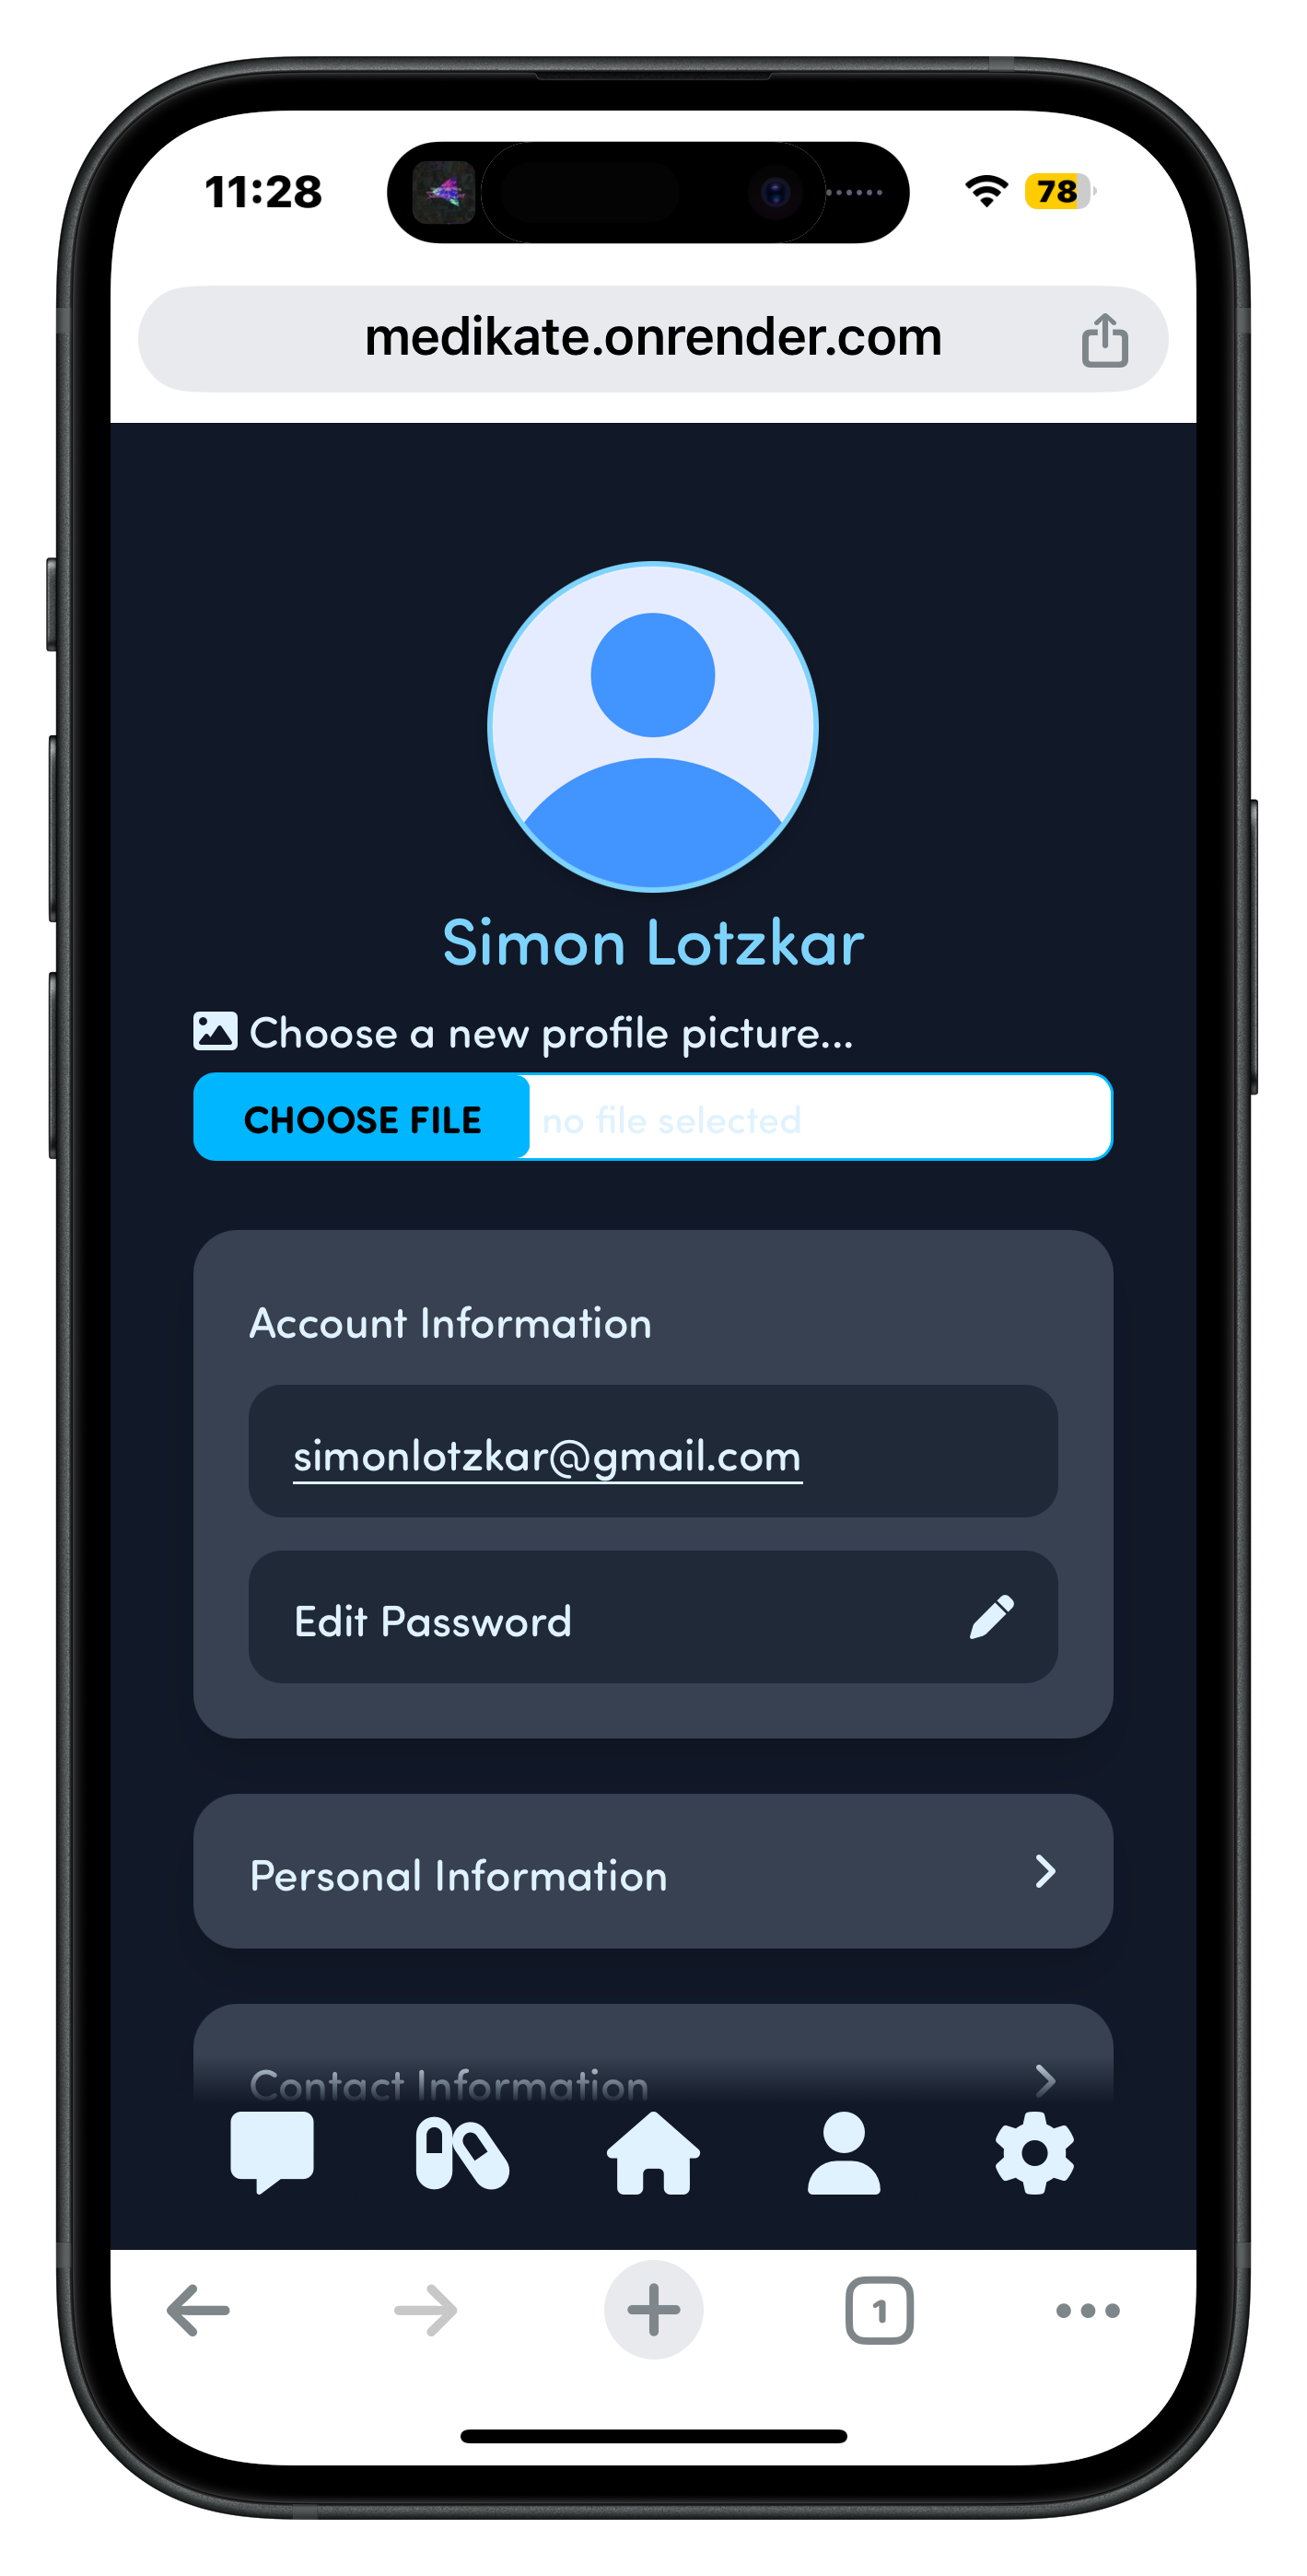 11:28
78
medikate.onrender.com
Simon Lotzkar
Choose a new profile picture...
CHOOSE FILE no file selected
Account Information
simonlotzkar@gmail.com
Edit Password
Personal Information
Contact Information
1